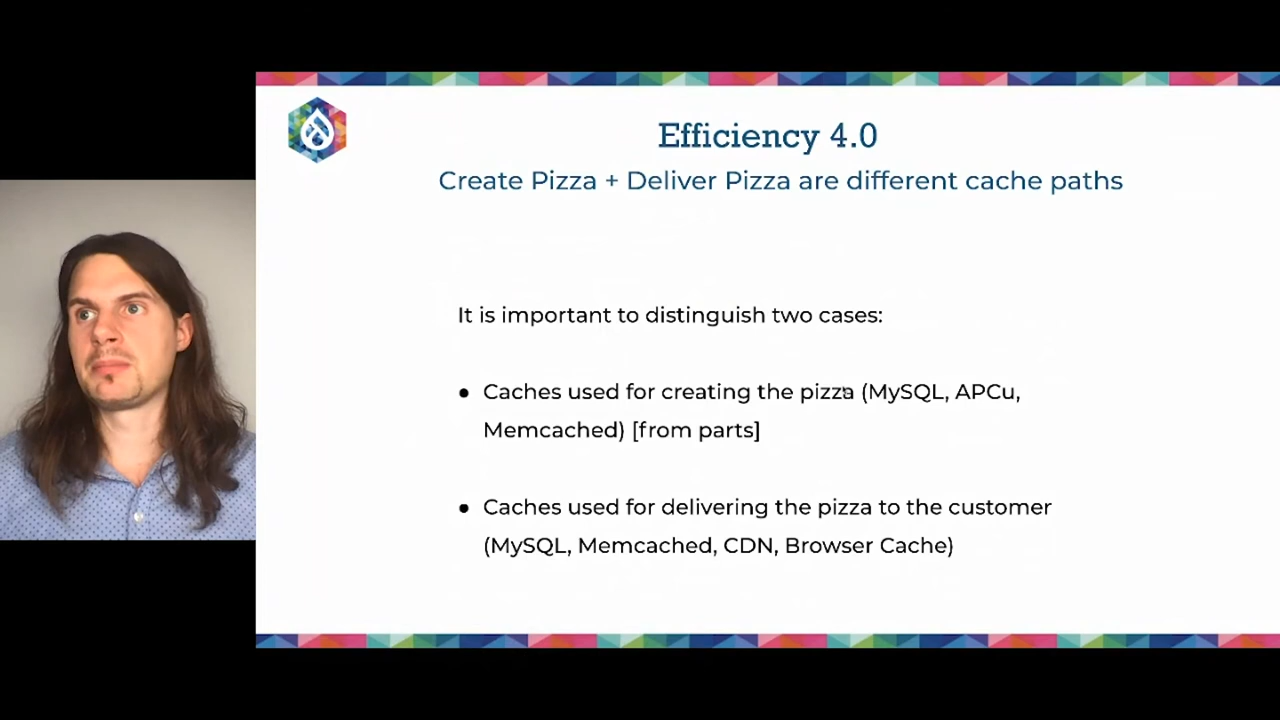 Efficiency 4.0
Create Pizza + Deliver Pizza are different cache paths
It is important to distinguish two cases:
● Caches used for creating the pizza (MySQL, APCu,
Memcached) [from parts]
● Caches used for delivering the pizza to the customer
(MySQL, Memcached, CDN, Browser Cache)